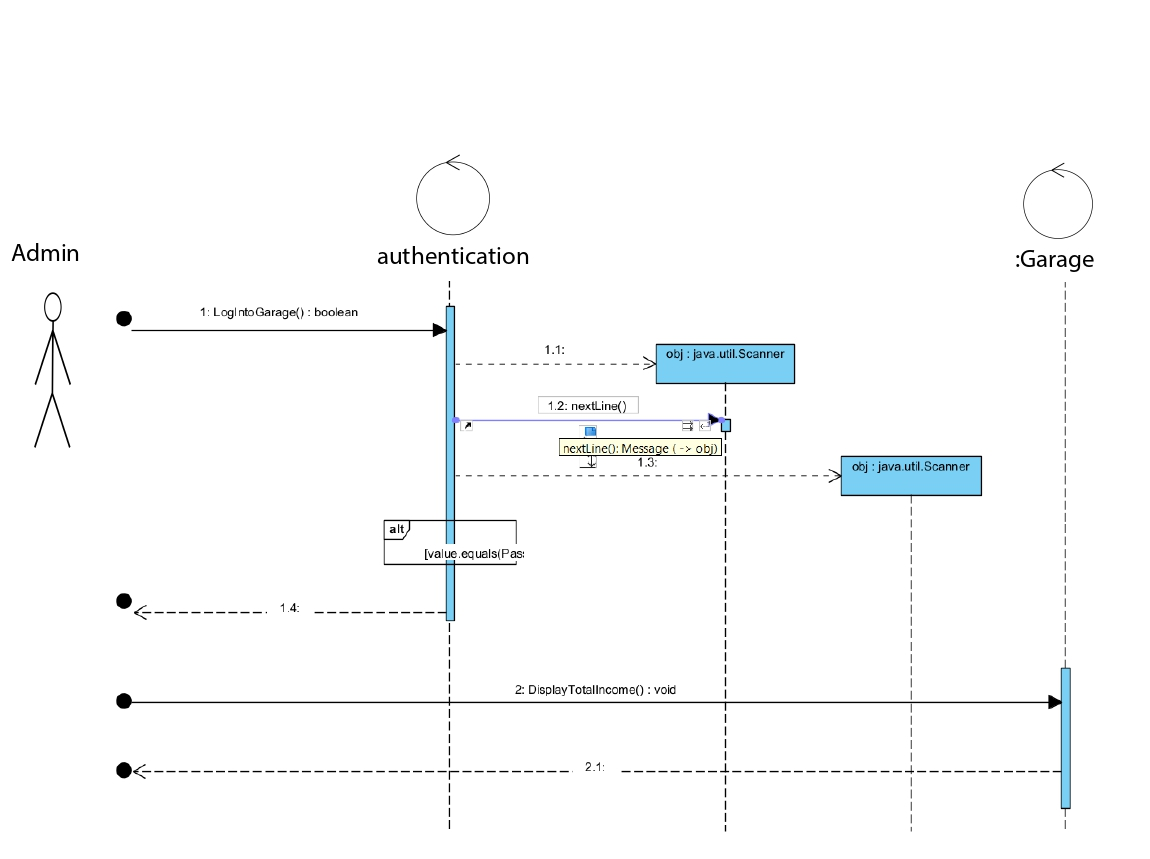 Admin
authentication
:Garage
1: LogIntoGarage() : boolean
1.1:
obj : java.util.Scanner
1.2: nextLine()
nextLine(): Message ( -> obj)
1.3:
obj : java.util.Scanner
alt
[value.equals(Pas
1.4:
2: DisplayTotalIncome() : void
2.1: